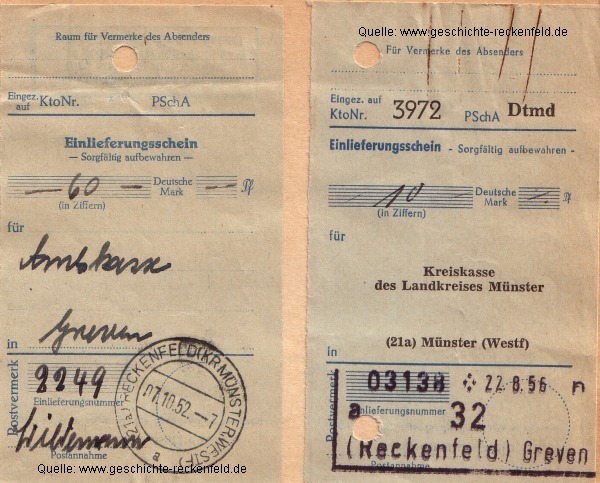 Raum für Vermerke des Absenders
Eingez. auf KtoNr. PSchA
Einlieferungsschein
— Sorgfältig aufbewahren —
— 60 — Deutsche Mark — Pf
(in Ziffern)
für
Amtskasse
Greven
in
2249
Einlieferungsnummer
Postvermerk
Postannahme
(21a) RECKENFELD (KR. MÜNSTER WESTF)
07.10.52.—7
a
Quelle: www.geschichte-reckenfeld.de
Quelle: www.geschichte-reckenfeld.de
Für Vermerke des Absenders
Eingez. auf KtoNr. 3972 PSchA Dtmd
Einlieferungsschein - Sorgfältig aufbewahren -
10 Deutsche Mark —. Pf
(in Ziffern)
für
Kreiskasse
des Landkreises Münster
(21a) Münster (Westf)
in
03138 22.8.56 n
a Einlieferungsnummer 32
(Reckenfeld) Greven
Postvermerk
Postannahme